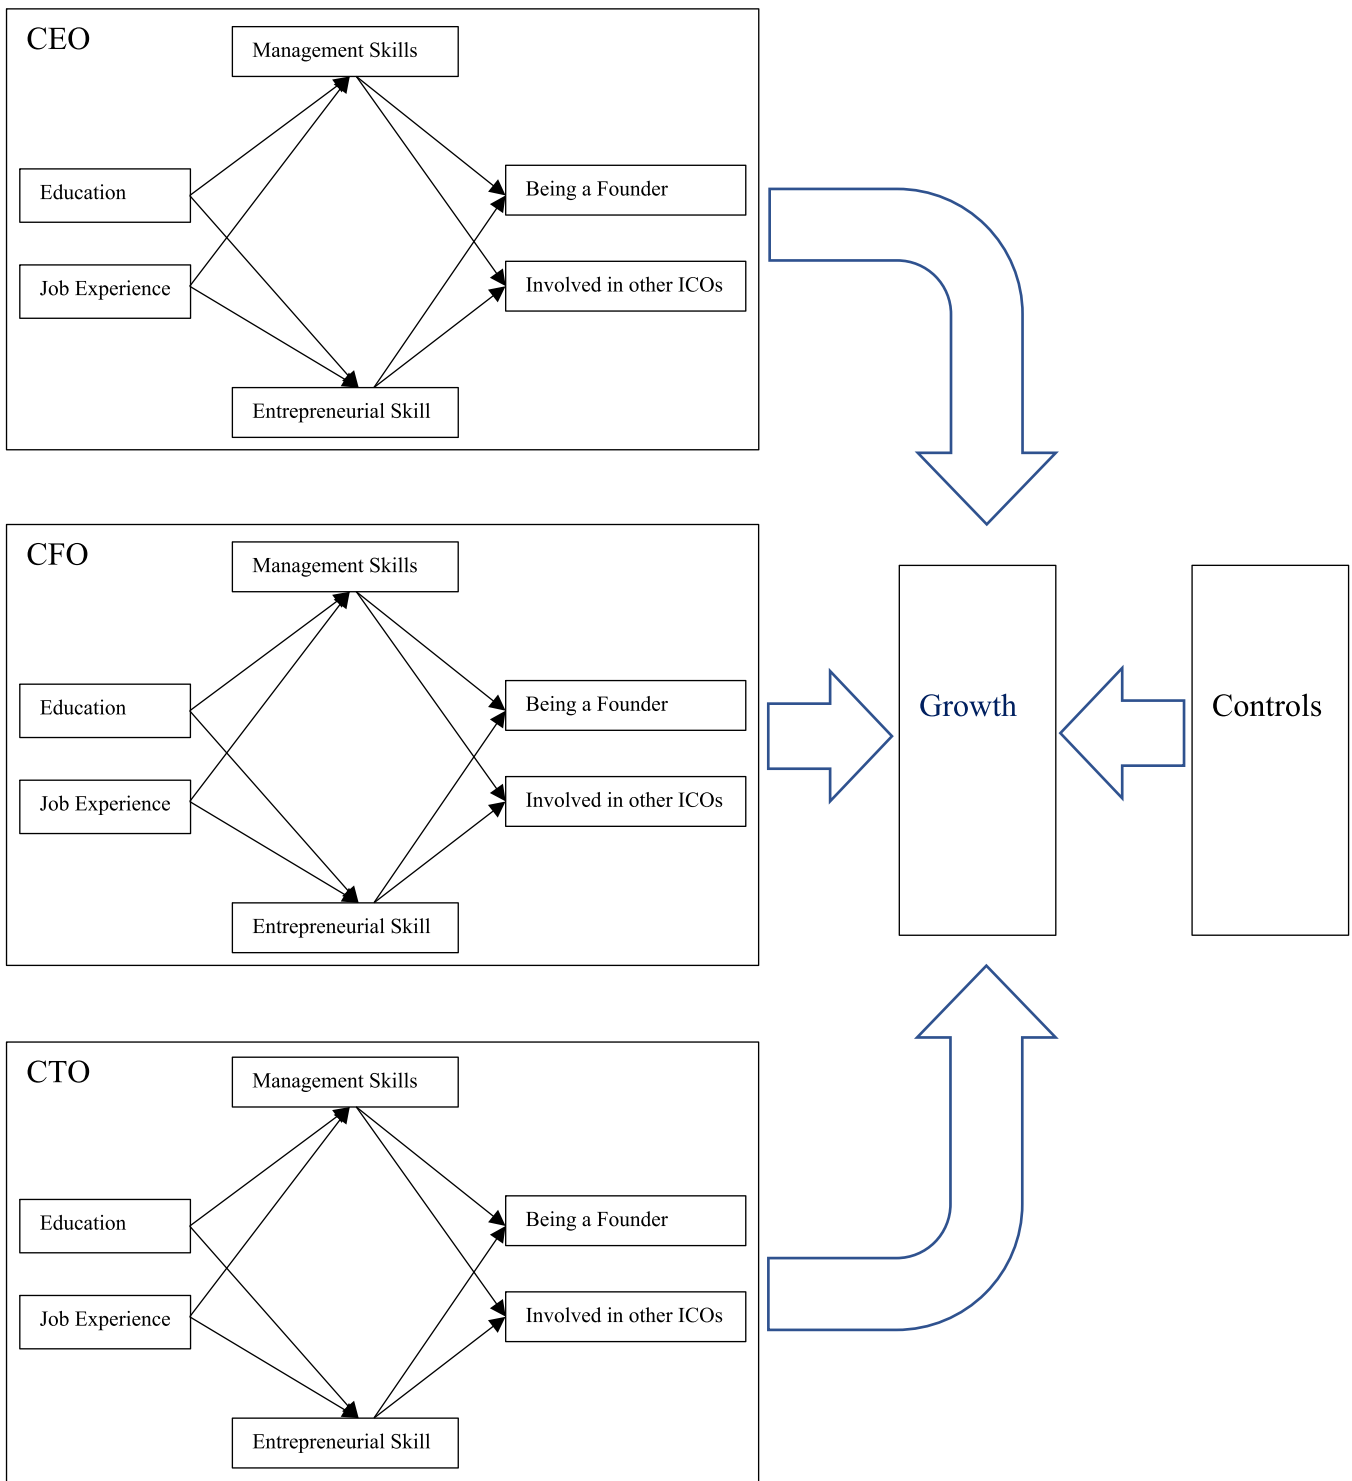 CEO
Management Skills
Education
Being a Founder
Job Experience
Involved in other ICOs
Entrepreneurial Skill
CFO
Management Skills
Education
Being a Founder
Job Experience
Involved in other ICOs
Entrepreneurial Skill
Growth
Controls
CTO
Management Skills
Education
Being a Founder
Job Experience
Involved in other ICOs
Entrepreneurial Skill